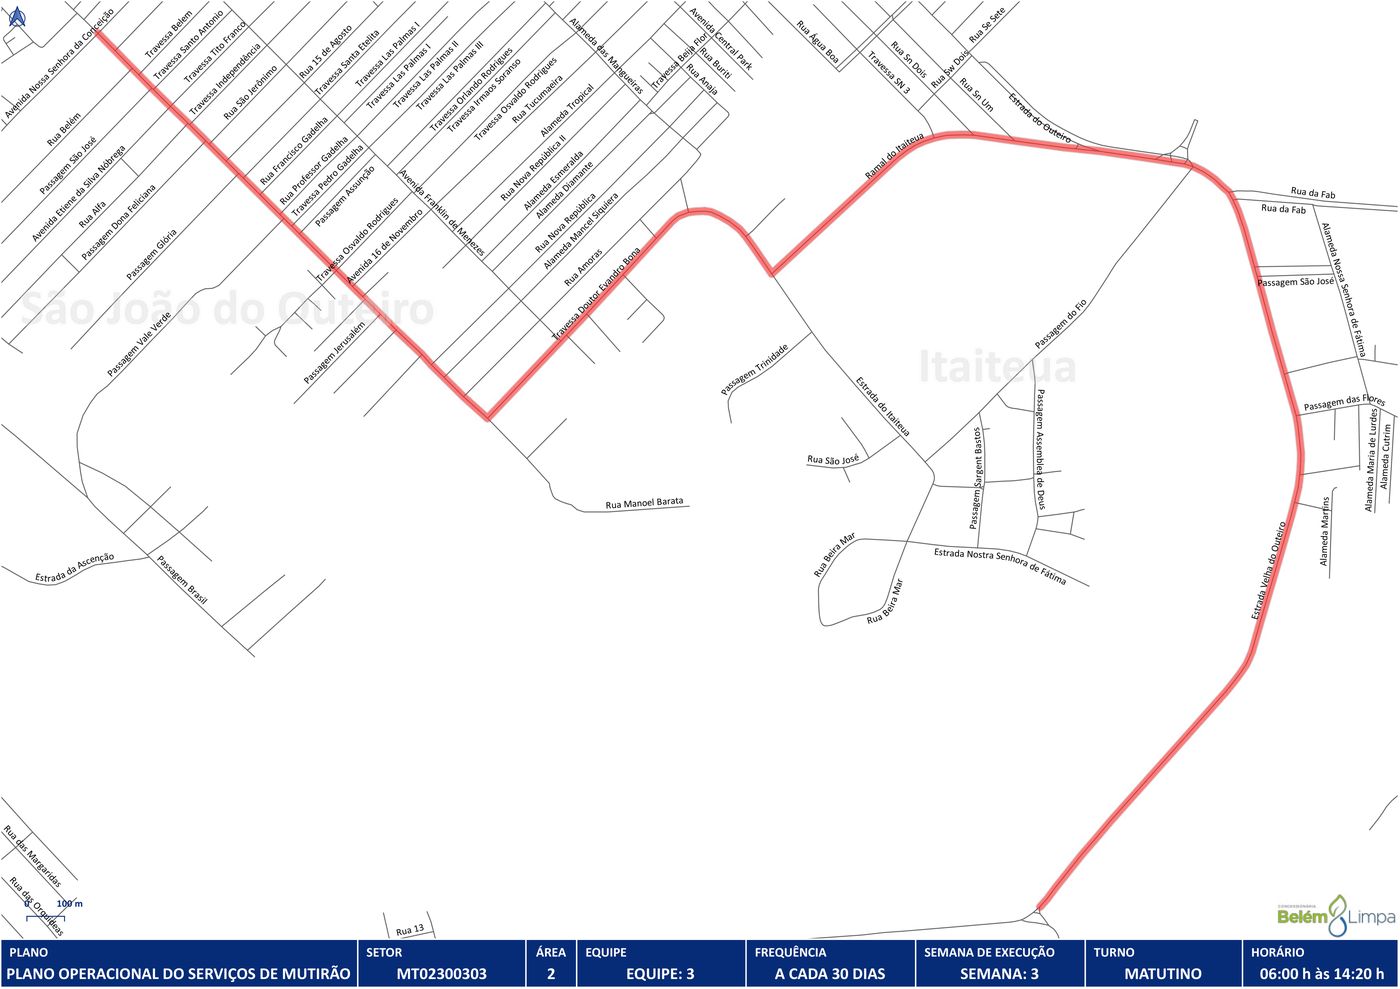 Avenida Nossa Senhora da Conceição
Travessa Belem
Travessa Santo Antonio
Travessa Tito Franco
Travessa Independência
Rua São Jerônimo
Rua 15 de Agosto
Travessa Santa Etelita
Travessa Las Palmas I
Travessa Las Palmas I
Travessa Las Palmas II
Travessa Las Palmas III
Travessa Orlando Rodrigues
Travessa Irmaos Soranso
Travessa Osvaldo Rodrigues
Rua Tucumaeira
Alameda Tropical
Alameda das Mangueiras
Travessa Beija Flor
Avenida Central Park
Rua Buriti
Rua Anaja
Rua Água Boa
Travessa SN 3
Rua Sn Dois
Rua Sw Dois
Rua Se Sete
Rua Sn Um
Estrada do Outeiro
Ramal do Itaiteua
Rua Belém
Passagem São José
Avenida Etiene da Silva Nóbrega
Rua Alfa
Passagem Dona Feliciana
Passagem Glória
Rua Francisco Gadelha
Rua Professor Gadelha
Travessa Pedro Gadelha
Passagem Assunção
Travessa Osvaldo Rodrigues
Avenida 16 de Novembro
Avenida Franklin de Menezes
Rua Nova República II
Alameda Esmeralda
Alameda Diamante
Rua Nova República
Alameda Mancel Siquiera
Rua Amoras
Travessa Doutor Evandro Bona
Rua da Fab
Rua da Fab
Alameda Nossa Senhora de Fátima
Passagem São José
São João do Outeiro
Passagem Vale Verde
Passagem Jerusalém
Passagem do Fio
Itaiteua
Passagem Trinidade
Estrada do Itaiteua
Passagem Assemblea de Deus
Passagem Sargent Bastos
Passagem das Flores
Alameda Maria de Lurdes
Alameda Cutrim
Alameda Martins
Rua São José
Rua Manoel Barata
Rua Beira Mar
Rua Beira Mar
Estrada Nostra Senhora de Fátima
Estrada Velha do Outeiro
Estrada da Ascenção
Passagem Brasil
Rua das Margaridas
Rua das Orquideas
0 100 m
Rua 13
CONCESSIONÁRIA
Belém Limpa
PLANO
PLANO OPERACIONAL DO SERVIÇOS DE MUTIRÃO
SETOR
MT02300303
ÁREA
2
EQUIPE
EQUIPE: 3
FREQUÊNCIA
A CADA 30 DIAS
SEMANA DE EXECUÇÃO
SEMANA: 3
TURNO
MATUTINO
HORÁRIO
06:00 h às 14:20 h